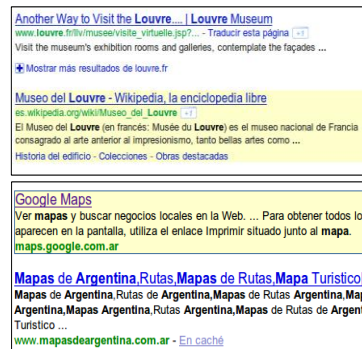 Another Way to Visit the Louvre.... | Louvre Museum
www.louvre.fr/llv/musee/visite_virtuelle.jsp?... - Traducir esta página +1
Visit the museum's exhibition rooms and galleries, contemplate the façades ...
Mostrar más resultados de louvre.fr
Museo del Louvre - Wikipedia, la enciclopedia libre
es.wikipedia.org/wiki/Museo_del_Louvre +1
El Museo del Louvre (en francés: Musée du Louvre) es el museo nacional de Francia
consagrado al arte anterior al impresionismo, tanto bellas artes como ...
Historia del edificio - Colecciones - Obras destacadas
Google Maps
Ver mapas y buscar negocios locales en la Web. ... Para obtener todos lo
aparecen en la pantalla, utiliza el enlace Imprimir situado junto al mapa.
maps.google.com.ar
Mapas de Argentina,Rutas,Mapas de Rutas,Mapa Turistico
Mapas de Argentina,Rutas de Argentina,Mapas de Rutas Argentina,Ma
Argentina,Mapas Argentina,Rutas Argentina,Mapas de Rutas de Argent
Turistico ...
www.mapasdeargentina.com.ar - En caché